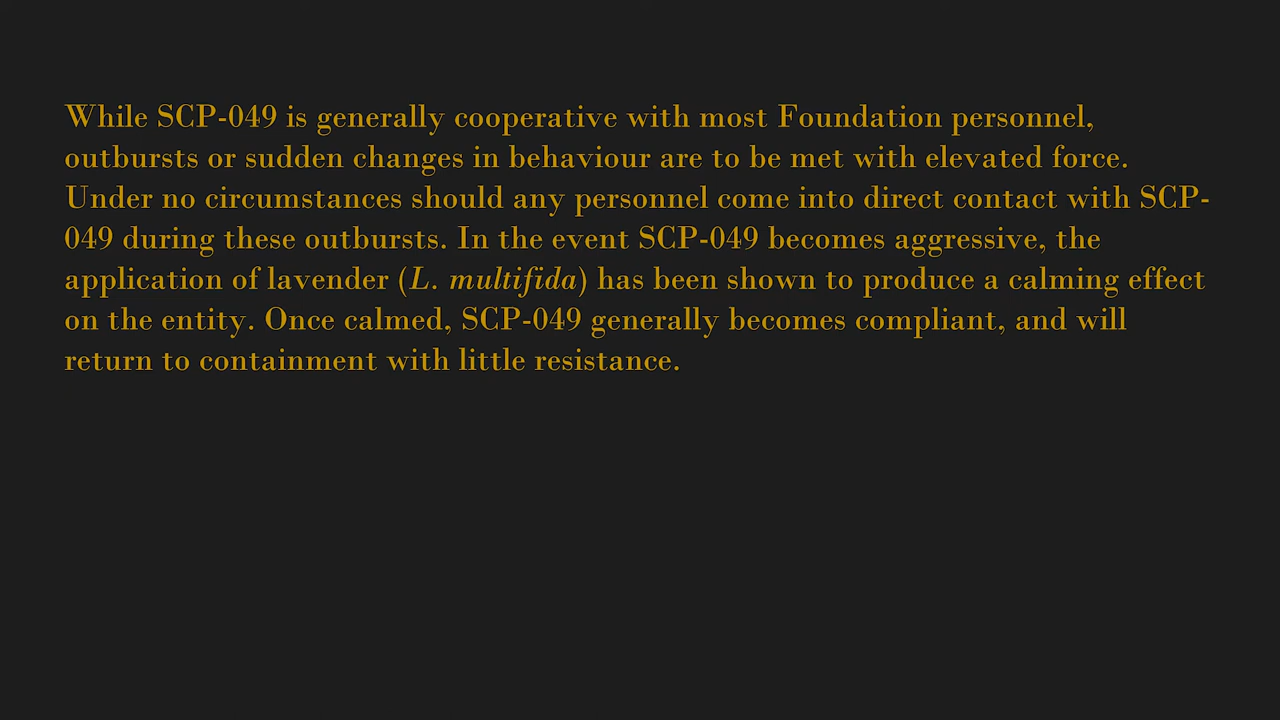 While SCP-049 is generally cooperative with most Foundation personnel,
outbursts or sudden changes in behaviour are to be met with elevated force.
Under no circumstances should any personnel come into direct contact with SCP-
049 during these outbursts. In the event SCP-049 becomes aggressive, the
application of lavender (L. multifida) has been shown to produce a calming effect
on the entity. Once calmed, SCP-049 generally becomes compliant, and will
return to containment with little resistance.